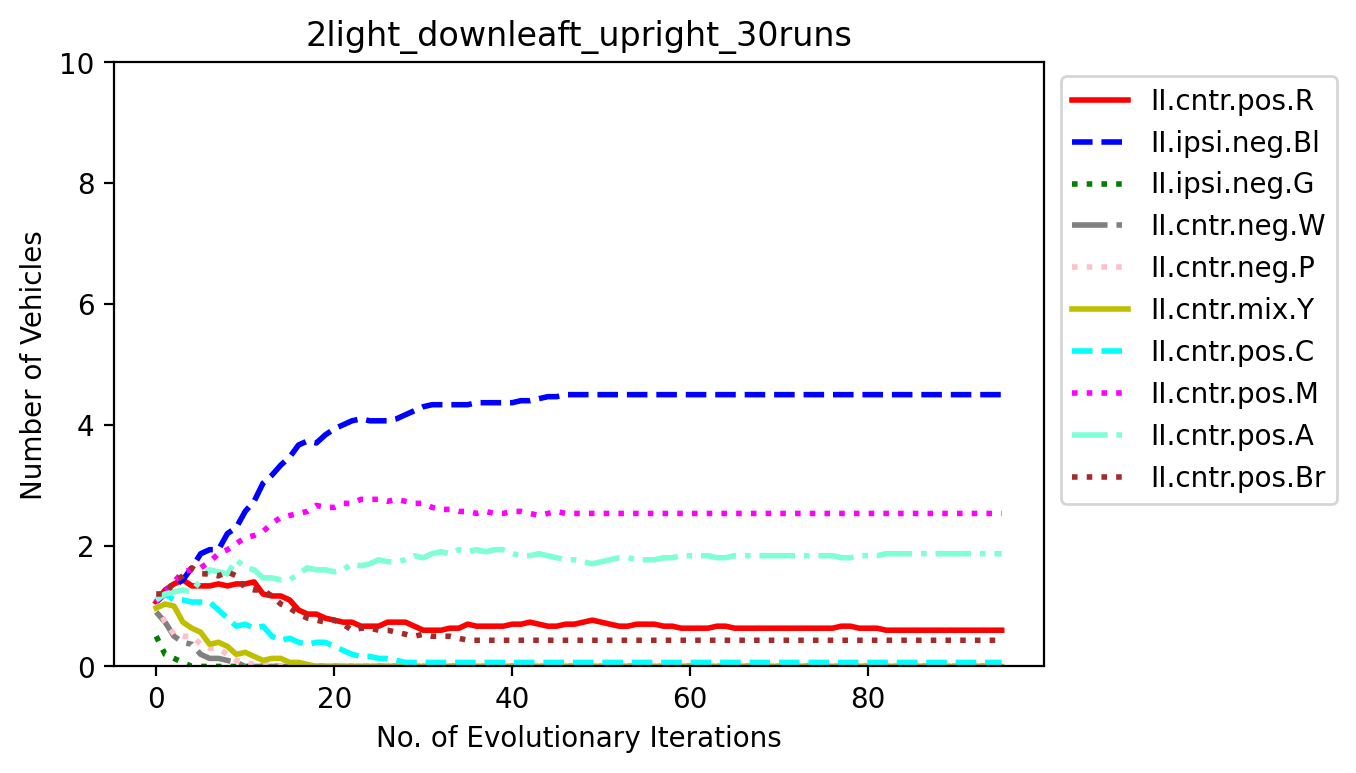 2light_downleaft_upright_30runs
10
8
6
4
2
0
Number of Vehicles
0 20 40 60 80
No. of Evolutionary Iterations
II.cntr.pos.R
II.ipsi.neg.Bl
II.ipsi.neg.G
II.cntr.neg.W
II.cntr.neg.P
II.cntr.mix.Y
II.cntr.pos.C
II.cntr.pos.M
II.cntr.pos.A
II.cntr.pos.Br